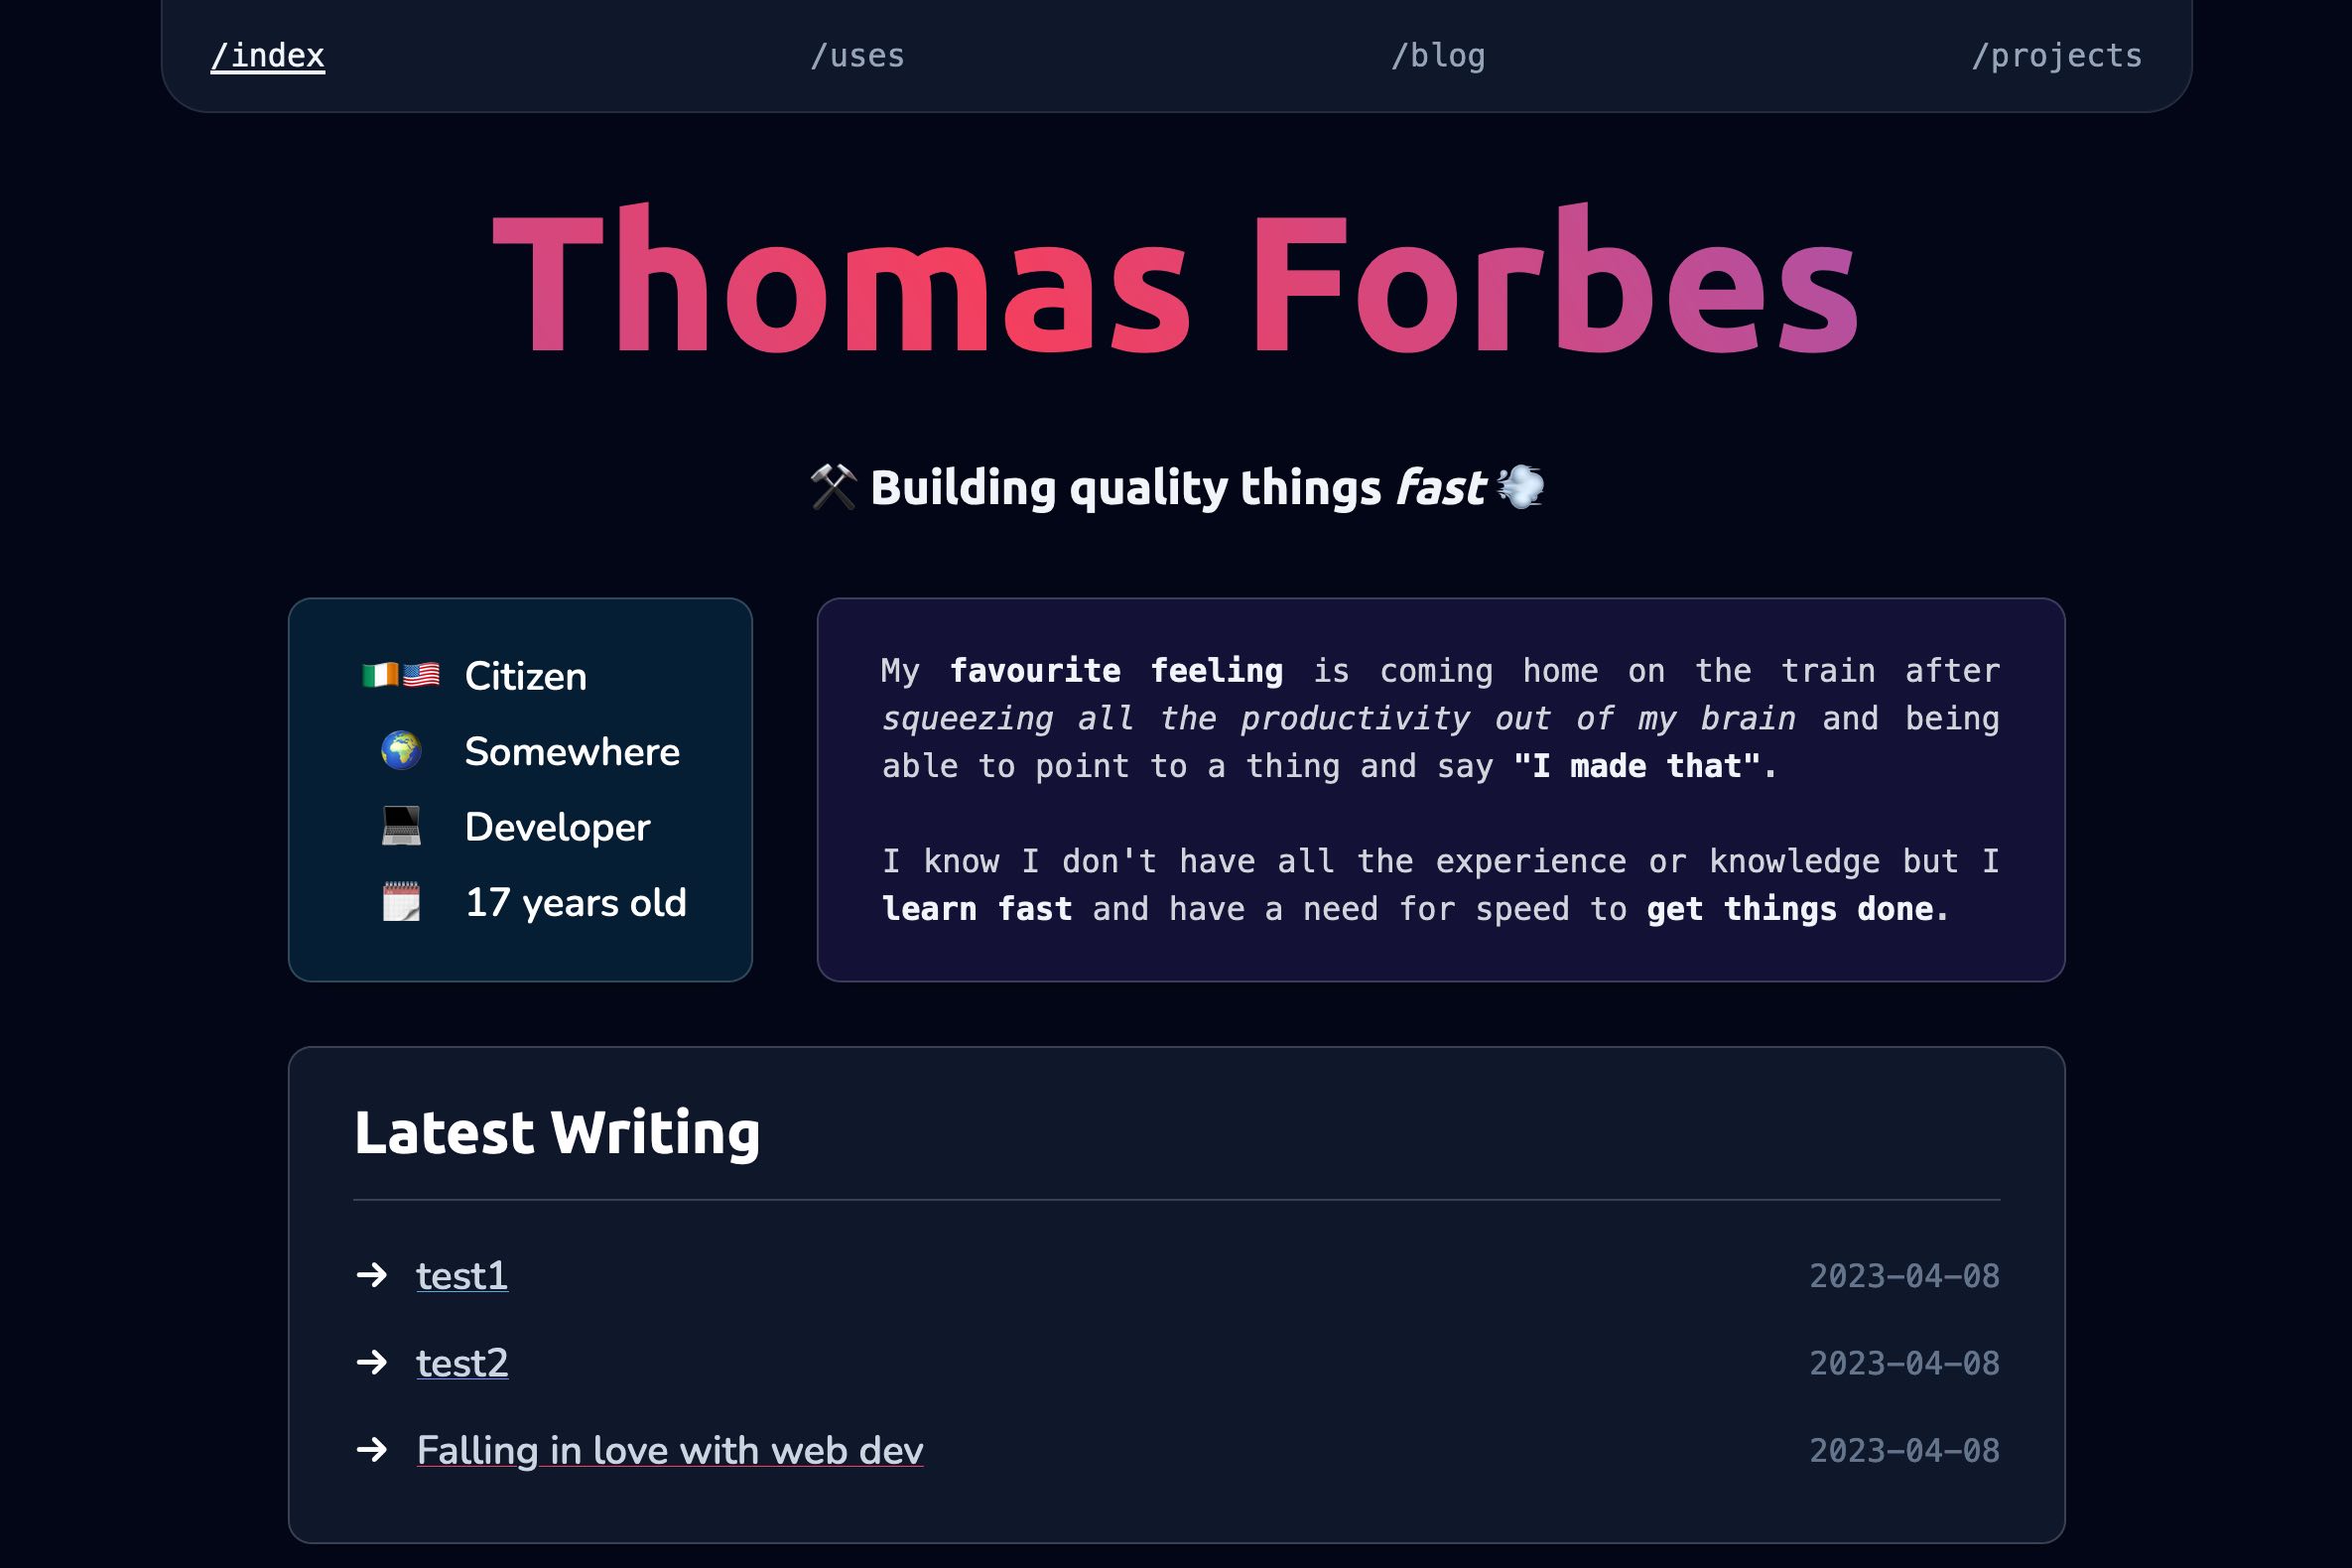 /index /uses /blog /projects
Thomas Forbes
⚒️ Building quality things fast 💨
🇮🇪🇺🇸 Citizen
🌍 Somewhere
💻 Developer
🗓️ 17 years old
My favourite feeling is coming home on the train after
squeezing all the productivity out of my brain and being
able to point to a thing and say "I made that".
I know I don't have all the experience or knowledge but I
learn fast and have a need for speed to get things done.
Latest Writing
→ test1 2023-04-08
→ test2 2023-04-08
→ Falling in love with web dev 2023-04-08